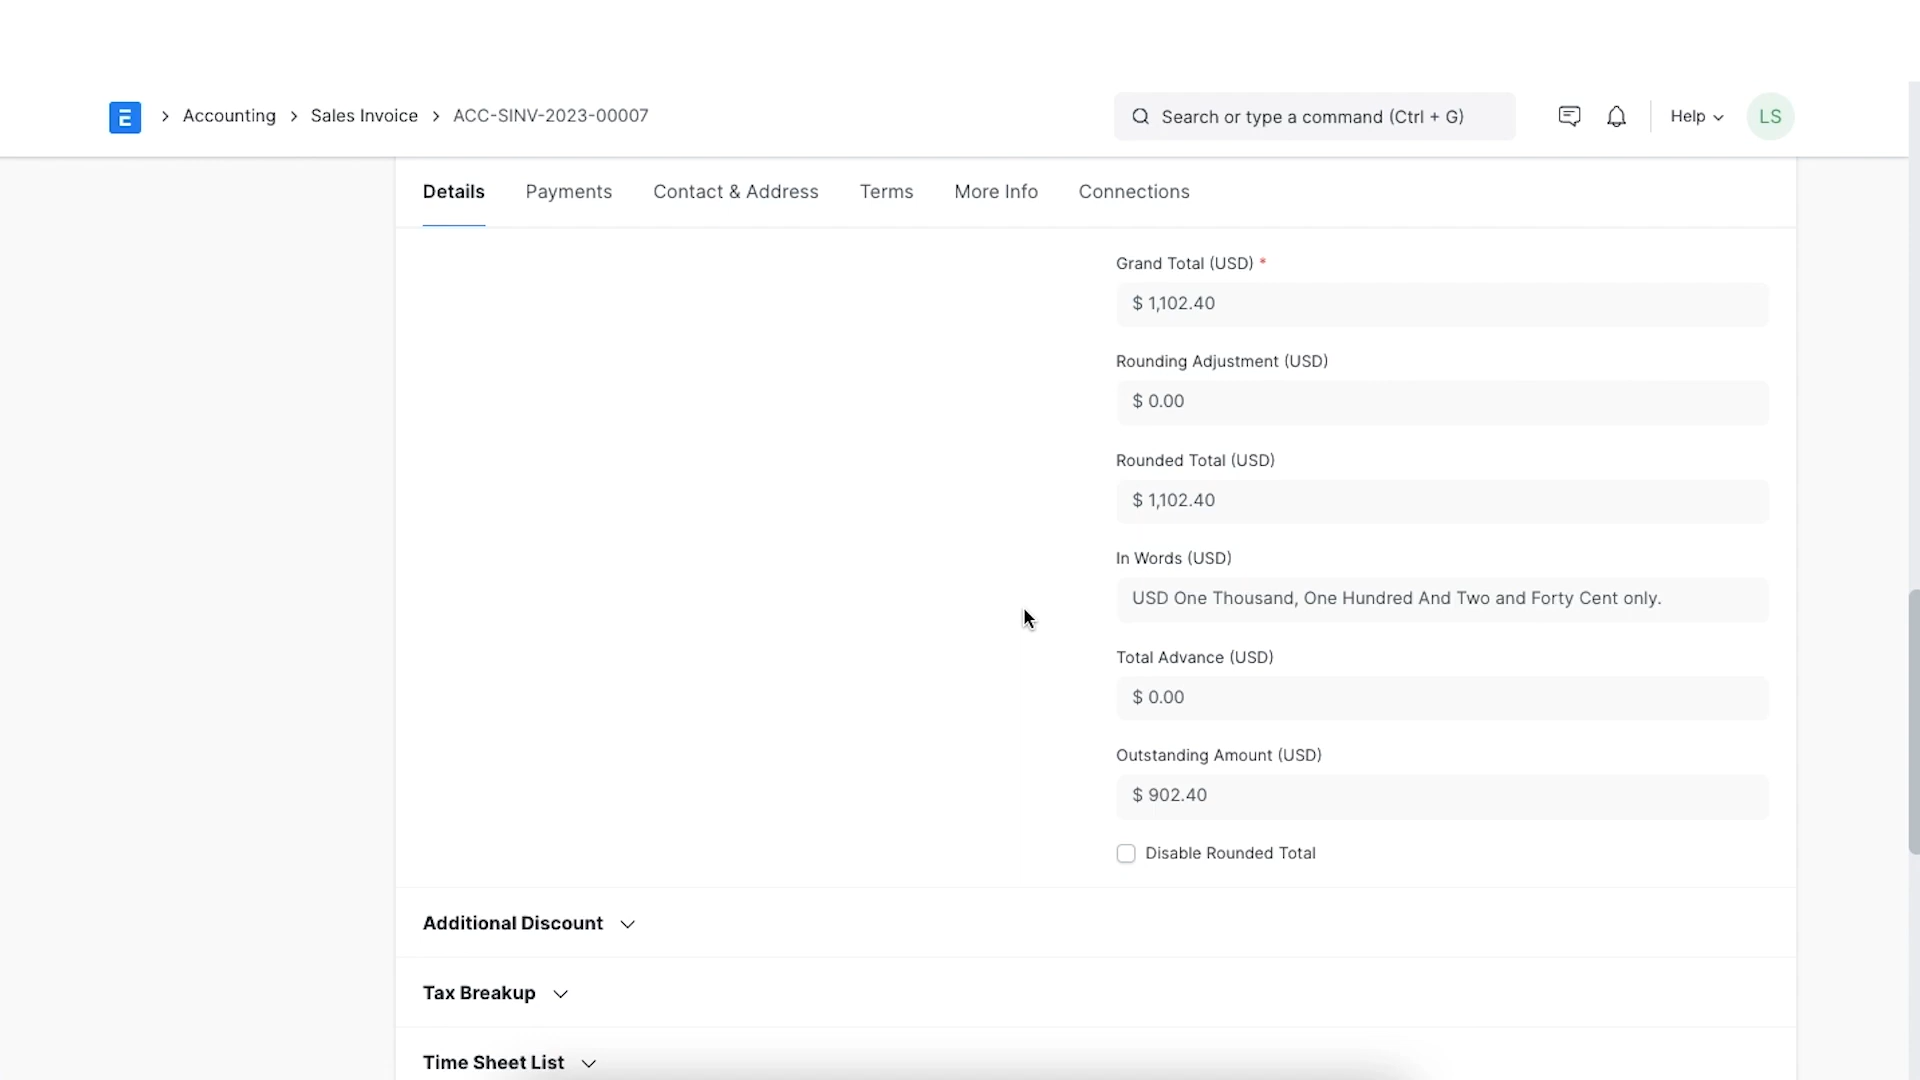 E > Accounting > Sales Invoice > ACC-SINV-2023-00007 Search or type a command (Ctrl + G) Help LS
Details Payments Contact & Address Terms More Info Connections
Grand Total (USD) *
$ 1,102.40
Rounding Adjustment (USD)
$ 0.00
Rounded Total (USD)
$ 1,102.40
In Words (USD)
USD One Thousand, One Hundred And Two and Forty Cent only.
Total Advance (USD)
$ 0.00
Outstanding Amount (USD)
$ 902.40
Disable Rounded Total
Additional Discount
Tax Breakup
Time Sheet List